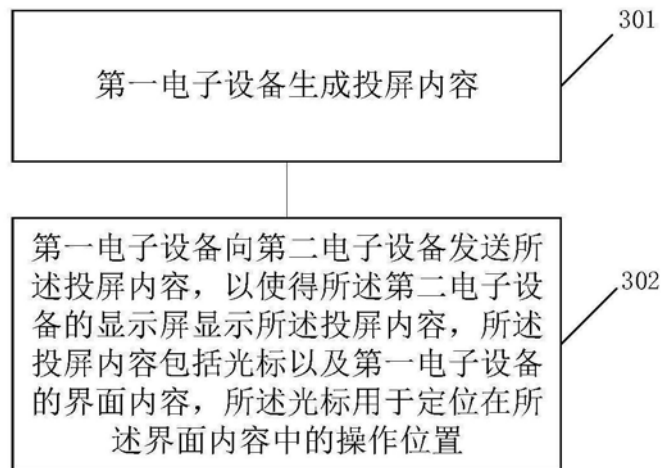 301
第一电子设备生成投屏内容
第一电子设备向第二电子设备发送所
述投屏内容，以使得所述第二电子设
备的显示屏显示所述投屏内容，所述
投屏内容包括光标以及第一电子设备
的界面内容，所述光标用于定位在所
述界面内容中的操作位置
302